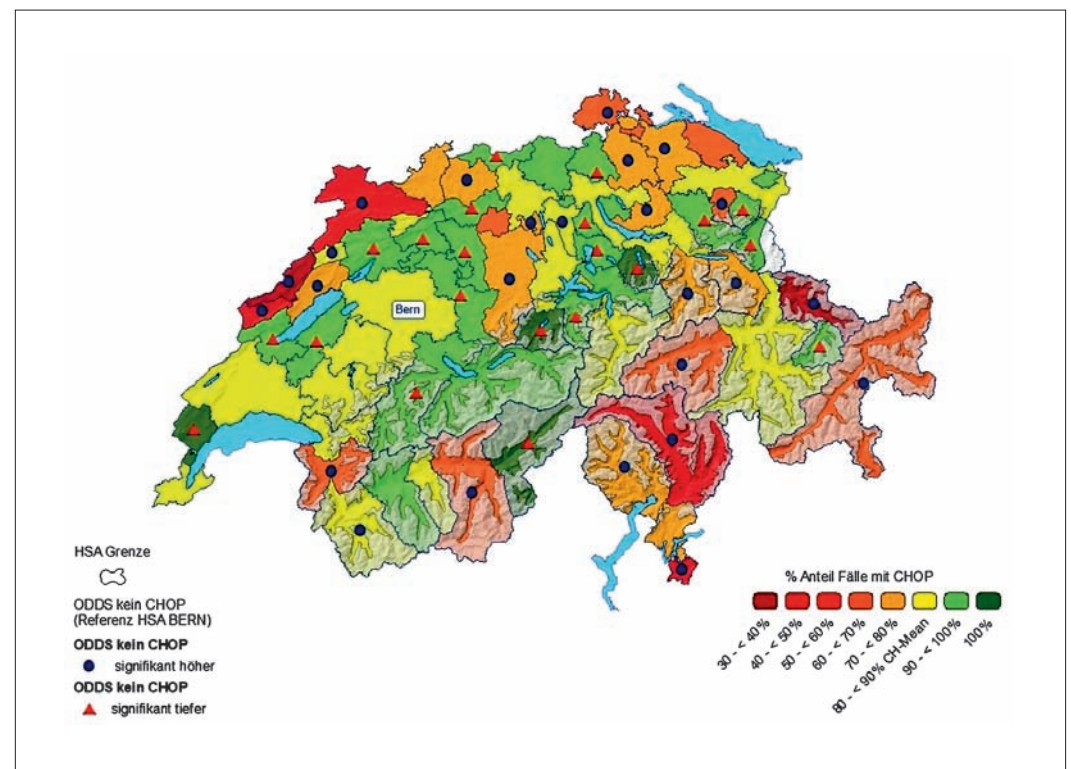 Bern
HSA Grenze
ODDS kein CHOP
(Referenz HSA BERN)
ODDS kein CHOP
signifikant höher
ODDS kein CHOP
signifikant tiefer
% Anteil Fälle mit CHOP
30 - < 40%
40 - < 50%
50 - < 60%
60 - < 70%
70 - < 80%
80 - < 90% CH-Mean
90 - < 100%
100%